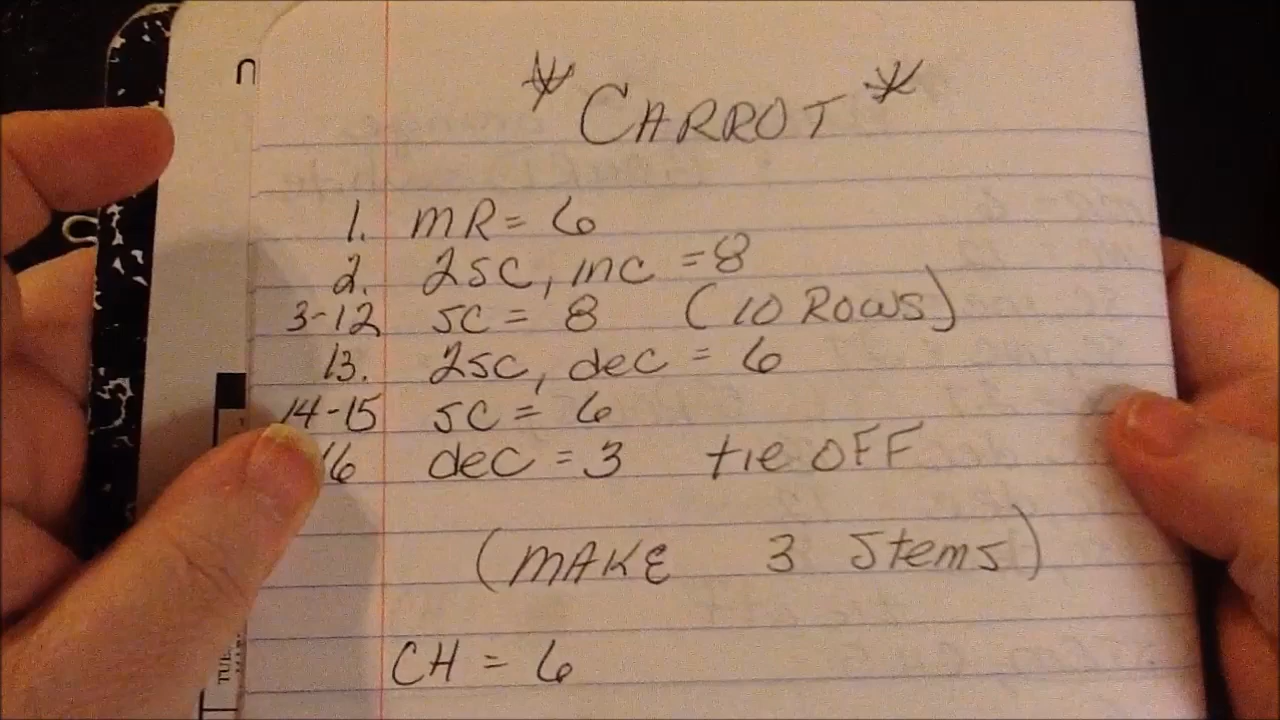 *CARROT*
1. MR = 6
2. 2SC, inc = 8
3-12 SC = 8 (10 ROWS)
13. 2SC, dec = 6
14-15 SC = 6
16 dec = 3 tie OFF
(MAKE 3 Stems)
CH = 6
TUE